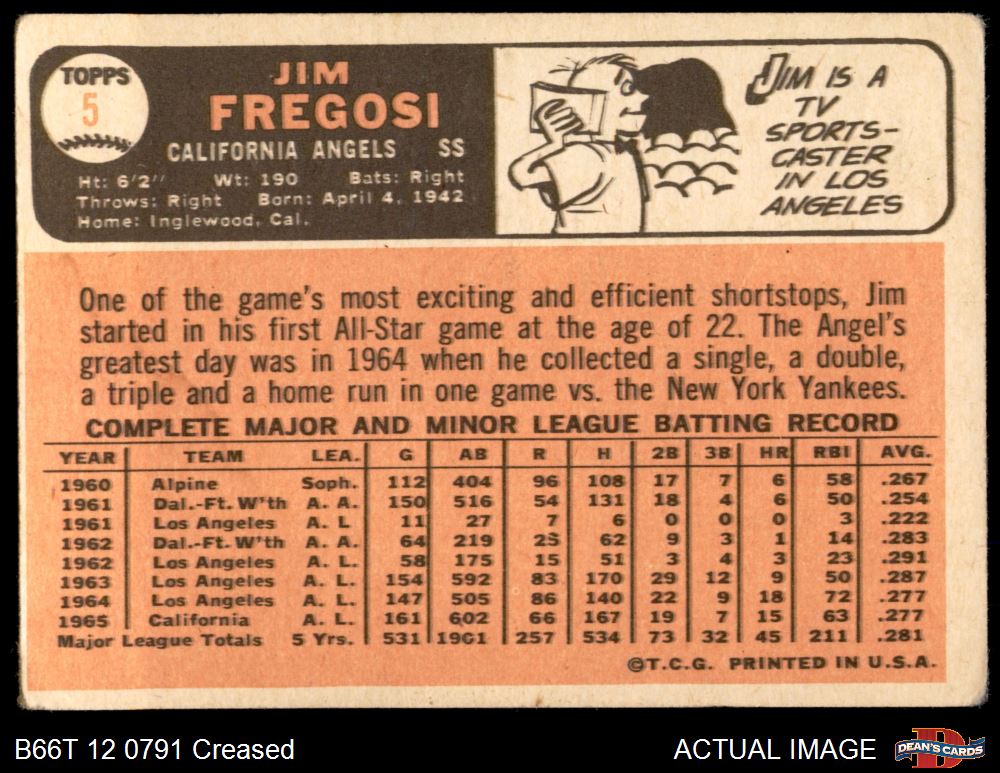 TOPPS
5
JIM
FREGOSI
CALIFORNIA ANGELS SS
Ht: 6'2" Wt: 190 Bats: Right
Throws: Right Born: April 4, 1942
Home: Inglewood, Cal.
JIM IS A
TV
SPORTS-
CASTER
IN LOS
ANGELES
One of the game's most exciting and efficient shortstops, Jim
started in his first All-Star game at the age of 22. The Angel's
greatest day was in 1964 when he collected a single, a double,
a triple and a home run in one game vs. the New York Yankees.
COMPLETE MAJOR AND MINOR LEAGUE BATTING RECORD
YEAR TEAM LEA. G AB R H 2B 3B HR RBI AVG.
1960 Alpine Soph. 112 404 96 108 17 7 6 58 .267
1961 Dal.-Ft. W'th A. A. 150 516 54 131 18 4 6 50 .254
1961 Los Angeles A. L 11 27 7 6 0 0 0 3 .222
1962 Dal.-Ft. W'th A. A. 64 219 25 62 9 3 1 14 .283
1962 Los Angeles A. L. 58 175 15 51 3 4 3 23 .291
1963 Los Angeles A. L. 154 592 83 170 29 12 9 50 .287
1964 Los Angeles A. L. 147 505 86 140 22 9 18 72 .277
1965 California A. L. 161 602 66 167 19 7 15 63 .277
Major League Totals 5 Yrs. 531 1901 257 534 73 32 45 211 .281
©T.C.G. PRINTED IN U.S.A.
B66T 12 0791 Creased
ACTUAL IMAGE
DEAN'S CARDS